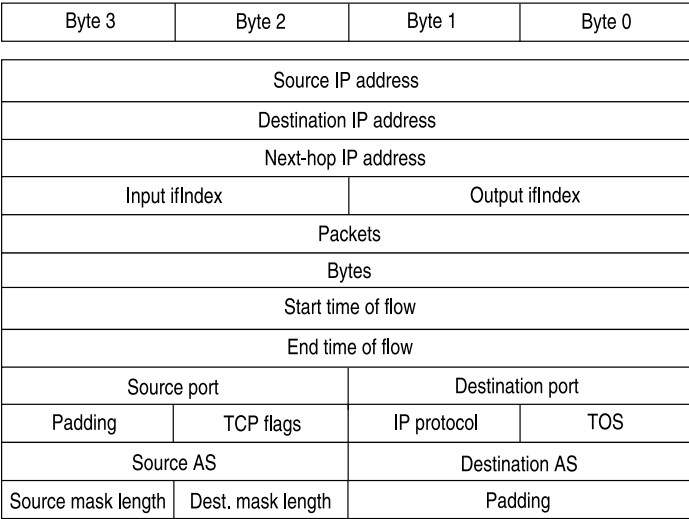 Byte 3 Byte 2 Byte 1 Byte 0
Source IP address
Destination IP address
Next-hop IP address
Input ifIndex Output ifIndex
Packets
Bytes
Start time of flow
End time of flow
Source port Destination port
Padding TCP flags IP protocol TOS
Source AS Destination AS
Source mask length Dest. mask length Padding